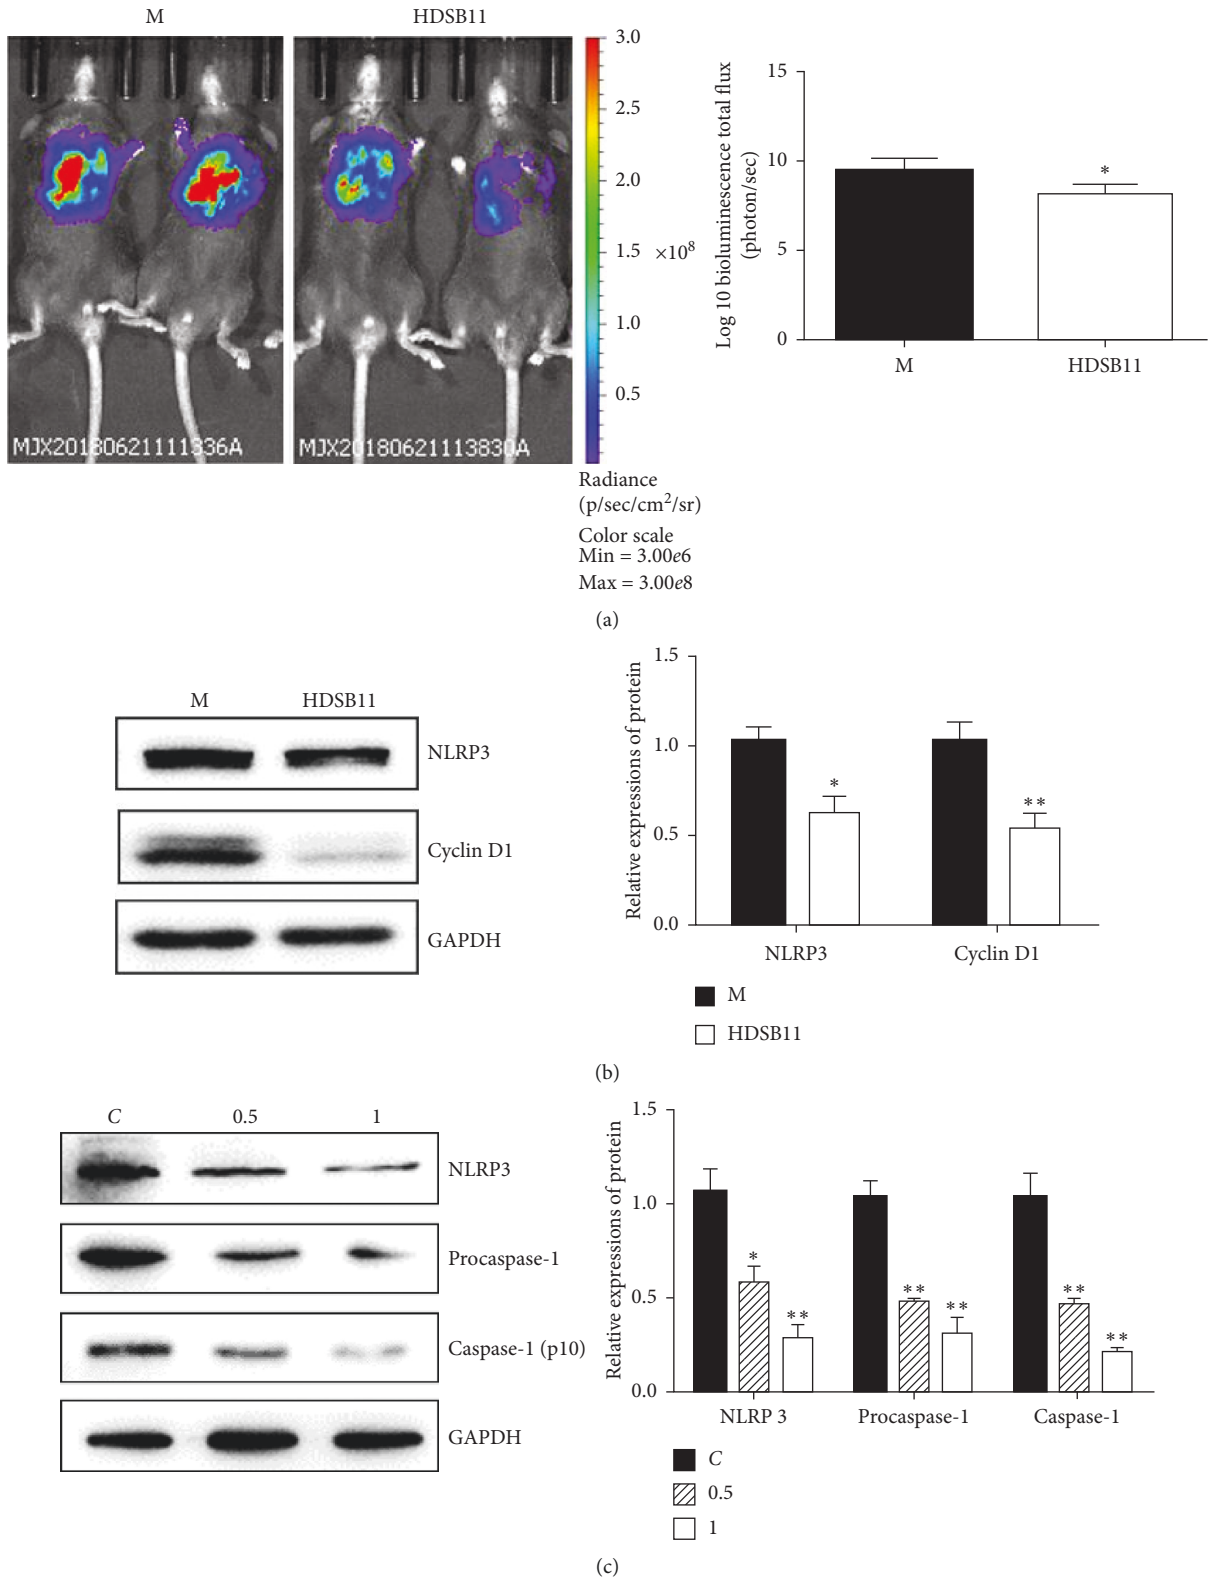 M
HDSB11
MJX20180621111336A
MJX20180621113830A
3.0
2.5
2.0
1.5
×10⁸
1.0
0.5
Radiance
(p/sec/cm²/sr)
Color scale
Min = 3.00e6
Max = 3.00e8
Log 10 bioluminescence total flux
(photon/sec)
15
10
5
0
*
M
HDSB11
(a)
M
HDSB11
NLRP3
Cyclin D1
GAPDH
Relative expressions of protein
1.5
1.0
0.5
0.0
*
**
NLRP3
Cyclin D1
M
HDSB11
(b)
C
0.5
1
NLRP3
Procaspase-1
Caspase-1 (p10)
GAPDH
Relative expressions of protein
1.5
1.0
0.5
0.0
*
**
**
**
**
**
NLRP 3
Procaspase-1
Caspase-1
C
0.5
1
(c)